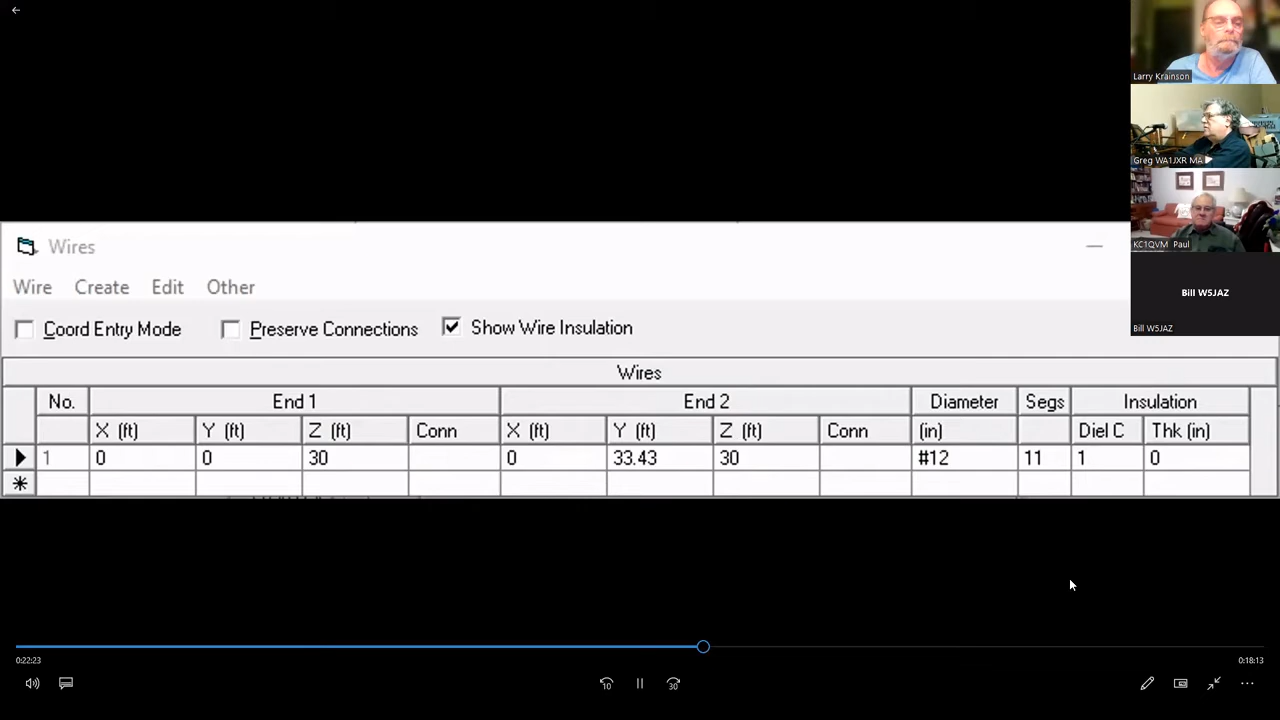 Larry Krainson
Greg WA1JXR MA
KC1QVM Paul
Bill W5JAZ
Bill W5JAZ
Wires
Wire Create Edit Other
Coord Entry Mode Preserve Connections Show Wire Insulation
Wires
No. End 1 End 2 Diameter Segs Insulation
X (ft) Y (ft) Z (ft) Conn X (ft) Y (ft) Z (ft) Conn (in) Diel C Thk (in)
1 0 0 30 0 33.43 30 #12 11 1 0
0:22:23 0:18:13
10 30